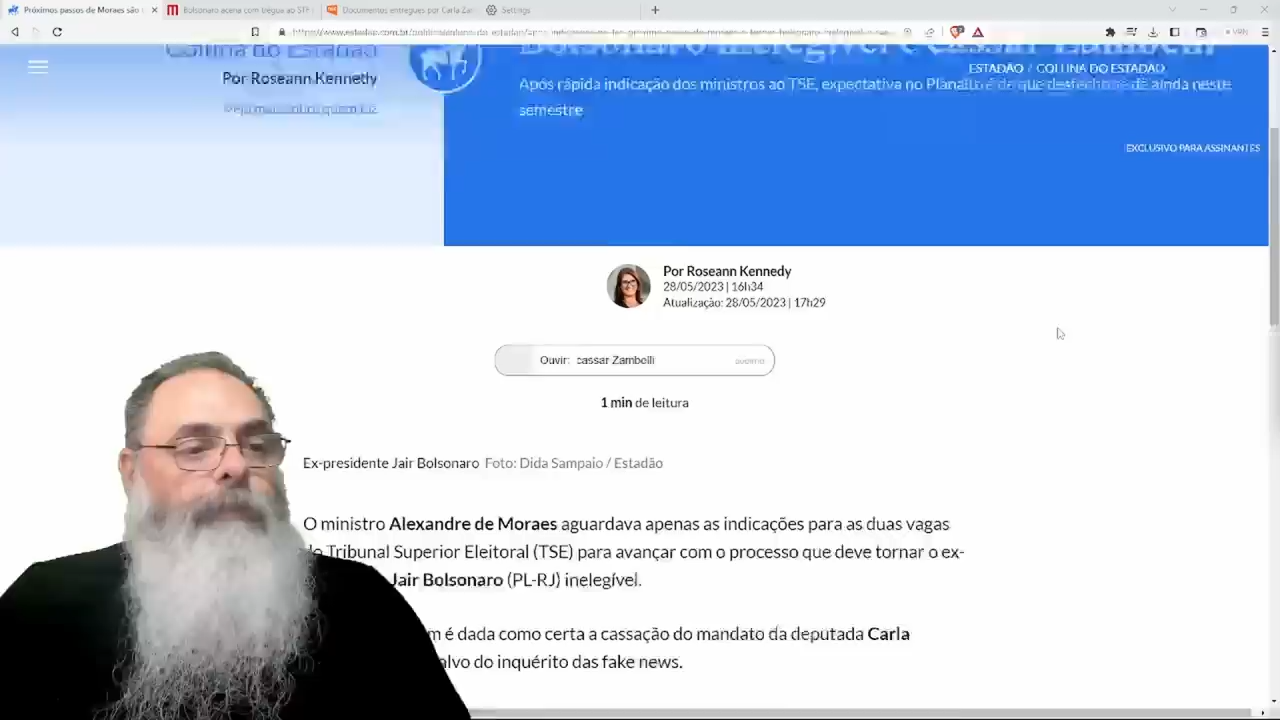 Próximos passos de Moraes são
Bolsonaro acena com trégua ao STF
Documentos entregues por Carla Zam
Settings
VPN
Coluna do Estadão
Por Roseann Kennedy
ESTADÃO / COLUNA DO ESTADÃO
Após rápida indicação dos ministros ao TSE, expectativa no Planalto é de que desfecho se dê ainda neste
semestre
EXCLUSIVO PARA ASSINANTES
Por Roseann Kennedy
28/05/2023 | 16h34
Atualização: 28/05/2023 | 17h29
Ouvir: cassar Zambelli
1 min de leitura
Ex-presidente Jair Bolsonaro Foto: Dida Sampaio / Estadão
O ministro Alexandre de Moraes aguardava apenas as indicações para as duas vagas
Tribunal Superior Eleitoral (TSE) para avançar com o processo que deve tornar o ex-
Jair Bolsonaro (PL-RJ) inelegível.
m é dada como certa a cassação do mandato da deputada Carla
alvo do inquérito das fake news.